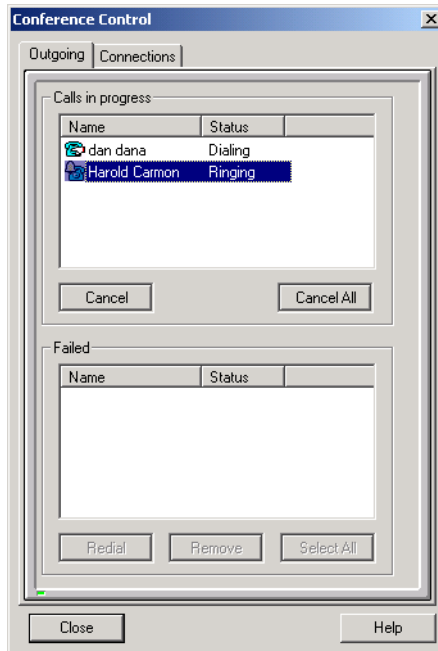 Conference Control
Outgoing Connections
Calls in progress
Name Status
dan dana Dialing
Harold Carmon Ringing
Cancel Cancel All
Failed
Name Status
Redial Remove Select All
Close Help